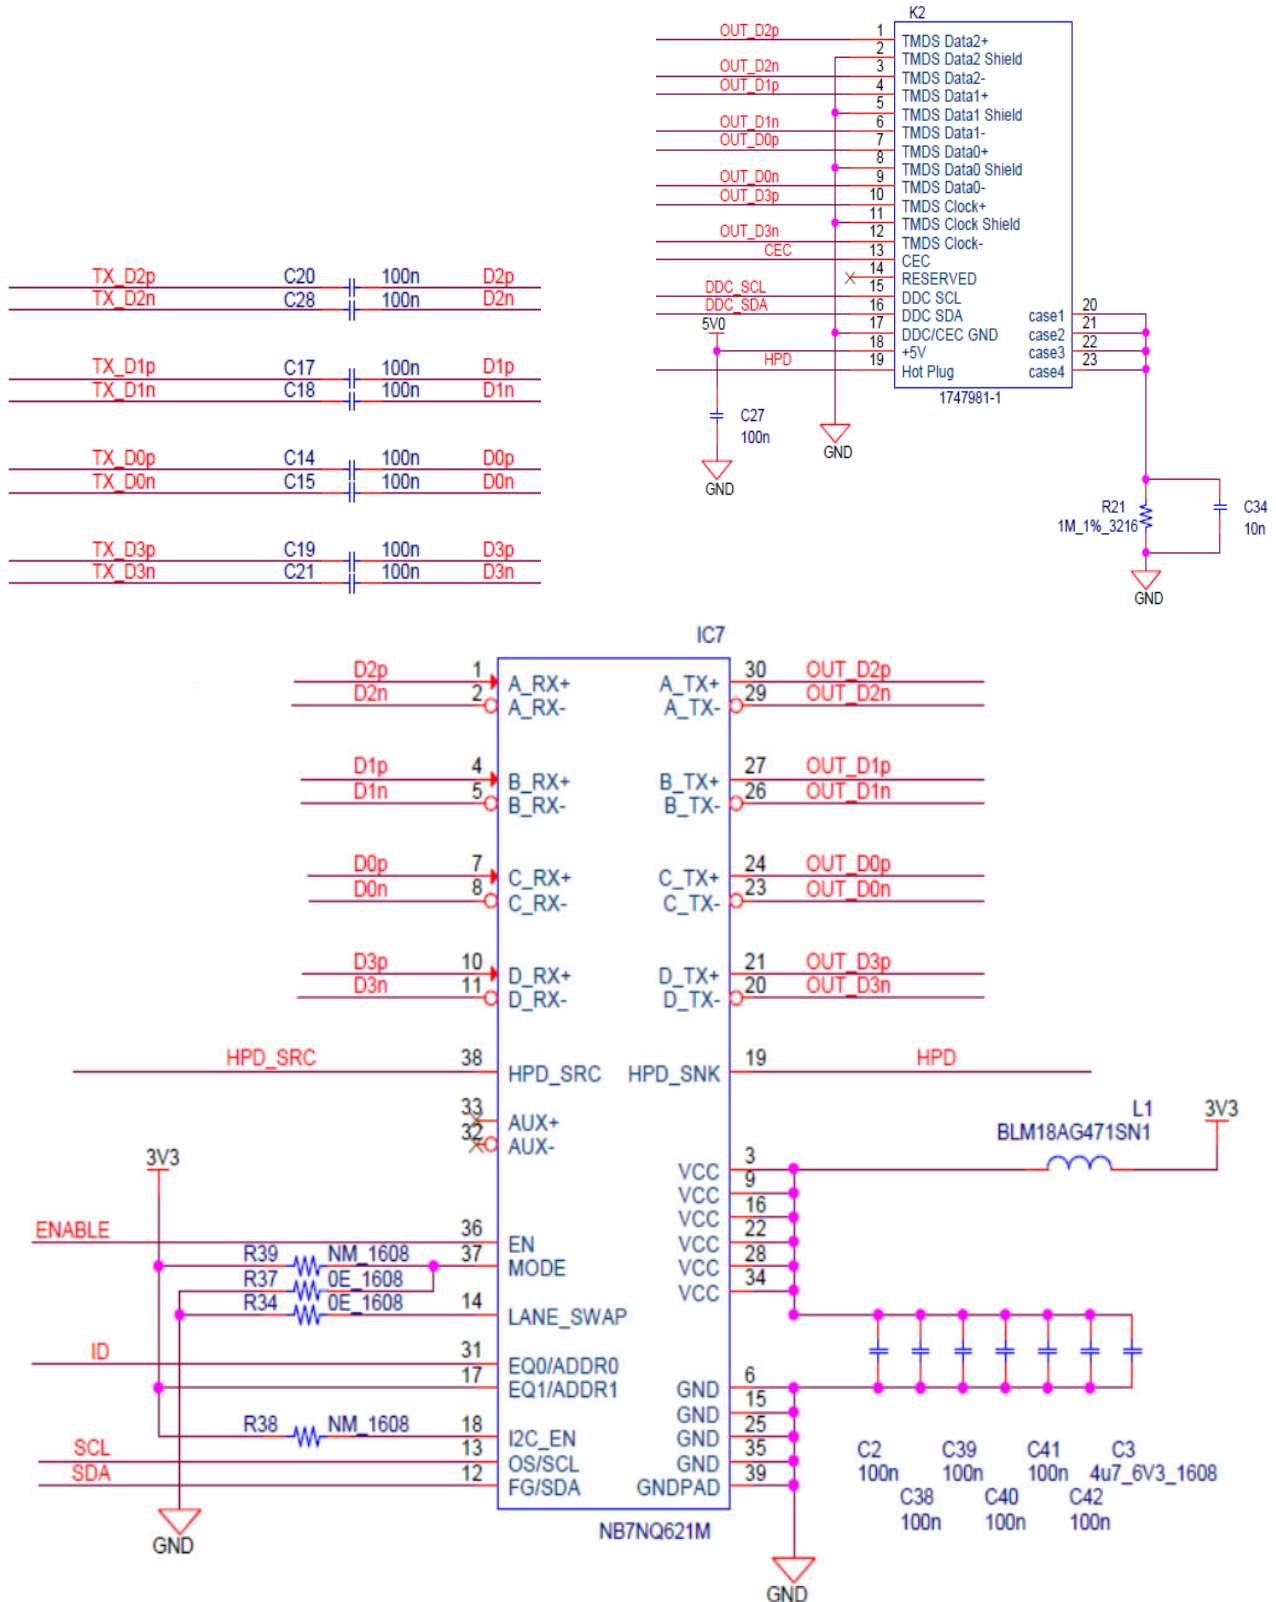 K2
OUT_D2p 1 TMDS Data2+
2 TMDS Data2 Shield
OUT_D2n 3 TMDS Data2-
OUT_D1p 4 TMDS Data1+
5 TMDS Data1 Shield
OUT_D1n 6 TMDS Data1-
OUT_D0p 7 TMDS Data0+
8 TMDS Data0 Shield
OUT_D0n 9 TMDS Data0-
OUT_D3p 10 TMDS Clock+
11 TMDS Clock Shield
OUT_D3n 12 TMDS Clock-
CEC 13 CEC
14 RESERVED
DDC_SCL 15 DDC SCL
DDC_SDA 16 DDC SDA case1 20
5V0 17 DDC/CEC GND case2 21
18 +5V case3 22
HPD 19 Hot Plug case4 23
1747981-1
C27
100n
GND
GND
R21
1M_1%_3216
C34
10n
GND
TX_D2p C20 100n D2p
TX_D2n C28 100n D2n
TX_D1p C17 100n D1p
TX_D1n C18 100n D1n
TX_D0p C14 100n D0p
TX_D0n C15 100n D0n
TX_D3p C19 100n D3p
TX_D3n C21 100n D3n
IC7
D2p 1 A_RX+ A_TX+ 30 OUT_D2p
D2n 2 A_RX- A_TX- 29 OUT_D2n
D1p 4 B_RX+ B_TX+ 27 OUT_D1p
D1n 5 B_RX- B_TX- 26 OUT_D1n
D0p 7 C_RX+ C_TX+ 24 OUT_D0p
D0n 8 C_RX- C_TX- 23 OUT_D0n
D3p 10 D_RX+ D_TX+ 21 OUT_D3p
D3n 11 D_RX- D_TX- 20 OUT_D3n
HPD_SRC 38 HPD_SRC HPD_SNK 19 HPD
33 AUX+
32 AUX-
L1 3V3
BLM18AG471SN1
3V3
VCC 3
VCC 9
VCC 16
ENABLE 36 EN VCC 22
R39 NM_1608 37 MODE VCC 28
R37 0E_1608 VCC 34
R34 0E_1608 14 LANE_SWAP
ID 31 EQ0/ADDR0
17 EQ1/ADDR1 GND 6
GND 15
R38 NM_1608 18 I2C_EN GND 25
SCL 13 OS/SCL GND 35
SDA 12 FG/SDA GNDPAD 39
C2 C39 C41 C3
100n 100n 100n 4u7_6V3_1608
C38 C40 C42
100n 100n 100n
NB7NQ621M
GND
GND